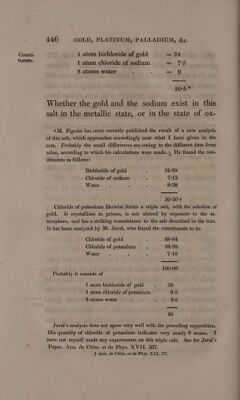 446 GOLD, PLATINUM, PALLADIUM, &c.
Consti-
tuents.
1 atom bichloride of gold = 34
1 atom chloride of sodium = 7·5
8 atoms water . . = 9
50·5 *
Whether the gold and the sodium exist in this
salt in the metallic state, or in the state of ox-
* M. Figuier has more recently published the result of a new analysis
of this salt, which approaches exceedingly near what I have given in the
text. Probably the small differences are owing to the different data from
mine, according to which his calculations were made. He found the con-
stituents as follows:
Bichloride of gold . 35·00
Chloride of sodium . 7·12
Water . . 8·38
50·50 †
Chloride of potassium likewise forms a triple salt, with the solution of
gold. It crystallizes in prisms, is not altered by exposure to the at-
mosphere, and has a striking resemblance to the salt described in the text.
It has been analyzed by M. Javal, who found the constituents to be
Chloride of gold . 68·64
Chloride of potassium . 24·26
Water . . . 7·10
100·00
Probably it consists of
1 atom bichloride of gold . 34
1 atom chloride of potassium 9·5
4 atoms water . . 4·5
48
Javal's analysis does not agree very well with the preceding supposition.
His quantity of chloride of potassium indicates very nearly 2 atoms. I
have not myself made any experiments on this triple salt. See for Javal's
Paper, Ann. de Chim. et de Phys. XVII. 337.
† Ann. de Chim. et de Phys. XIX. 177.